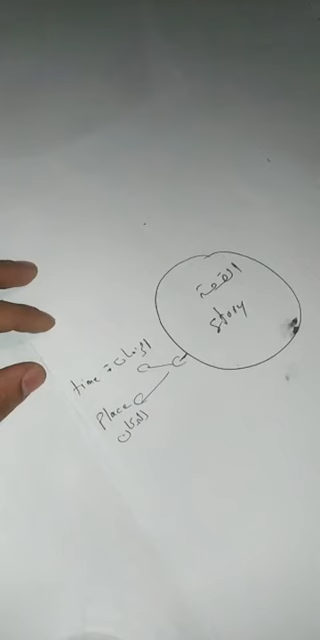 القصة
story
time : الزمان
place
المكان